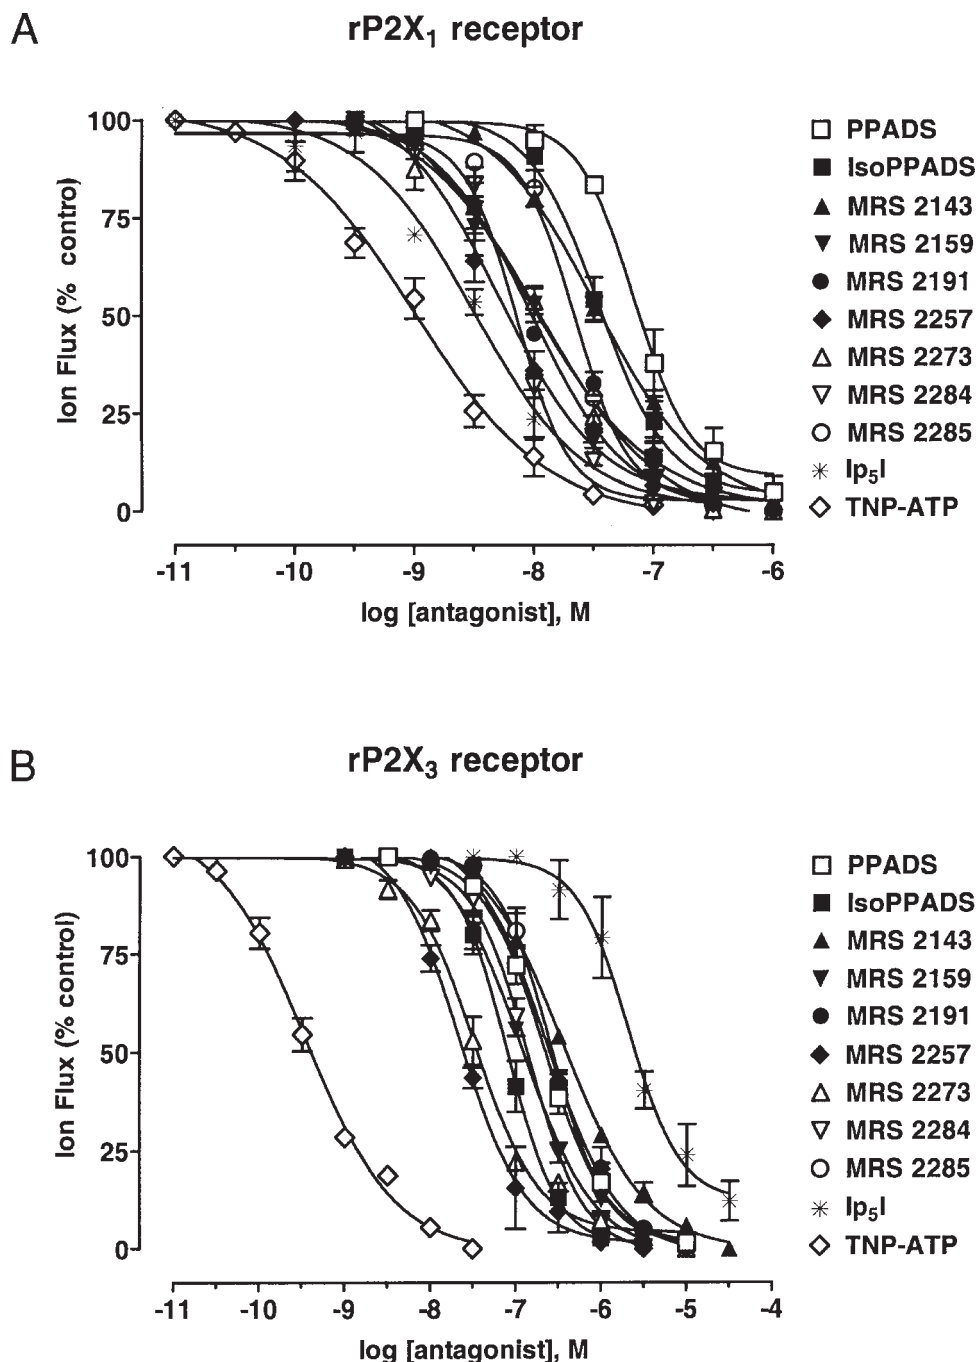 A
rP2X₁ receptor
100
75
50
25
0
Ion Flux (% control)
-11 -10 -9 -8 -7 -6
log [antagonist], M
PPADS
IsoPPADS
MRS 2143
MRS 2159
MRS 2191
MRS 2257
MRS 2273
MRS 2284
MRS 2285
Ip₅I
TNP-ATP
B
rP2X₃ receptor
100
75
50
25
0
Ion Flux (% control)
-11 -10 -9 -8 -7 -6 -5 -4
log [antagonist], M
PPADS
IsoPPADS
MRS 2143
MRS 2159
MRS 2191
MRS 2257
MRS 2273
MRS 2284
MRS 2285
Ip₅I
TNP-ATP